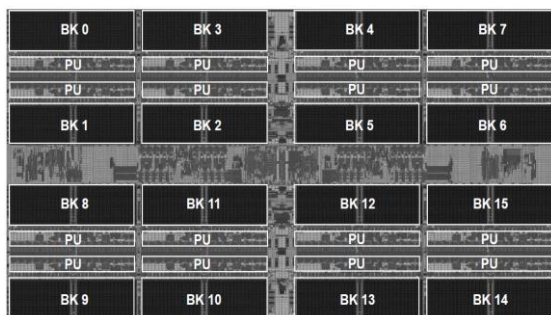 BK 0 BK 3 BK 4 BK 7
PU PU PU PU
PU PU PU PU
BK 1 BK 2 BK 5 BK 6
BK 8 BK 11 BK 12 BK 15
PU PU PU PU
PU PU PU PU
BK 9 BK 10 BK 13 BK 14